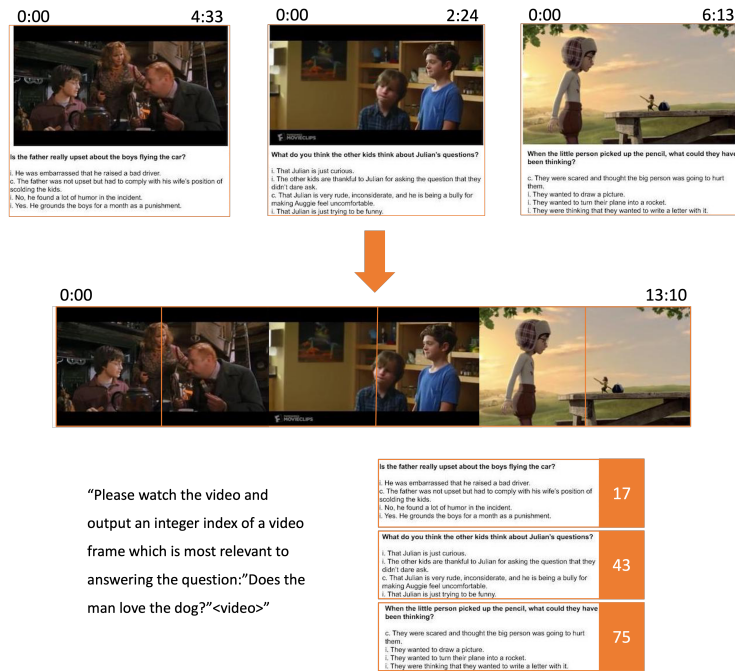 0:00 4:33
0:00 2:24
0:00 6:13
MOVIECLIPS
Is the father really upset about the boys flying the car?
i. He was embarrassed that he raised a bad driver.
c. The father was not upset but had to comply with his wife's position of
scolding the kids.
i. No, he found a lot of humor in the incident.
i. Yes. He grounds the boys for a month as a punishment.
What do you think the other kids think about Julian's questions?
i. That Julian is just curious.
i. The other kids are thankful to Julian for asking the question that they
didn't dare ask.
c. That Julian is very rude, inconsiderate, and he is being a bully for
making Auggie feel uncomfortable.
i. That Julian is just trying to be funny.
When the little person picked up the pencil, what could they have
been thinking?
c. They were scared and thought the big person was going to hurt
them.
i. They wanted to draw a picture.
i. They wanted to turn their plane into a rocket.
i. They were thinking that they wanted to write a letter with it.
0:00 13:10
MOVIECLIPS
“Please watch the video and
output an integer index of a video
frame which is most relevant to
answering the question:”Does the
man love the dog?”<video>”
Is the father really upset about the boys flying the car?
i. He was embarrassed that he raised a bad driver.
c. The father was not upset but had to comply with his wife's position of
scolding the kids.
i. No, he found a lot of humor in the incident.
i. Yes. He grounds the boys for a month as a punishment.
17
What do you think the other kids think about Julian's questions?
i. That Julian is just curious.
i. The other kids are thankful to Julian for asking the question that they
didn't dare ask.
c. That Julian is very rude, inconsiderate, and he is being a bully for
making Auggie feel uncomfortable.
i. That Julian is just trying to be funny.
43
When the little person picked up the pencil, what could they have
been thinking?
c. They were scared and thought the big person was going to hurt
them.
i. They wanted to draw a picture.
i. They wanted to turn their plane into a rocket.
i. They were thinking that they wanted to write a letter with it.
75